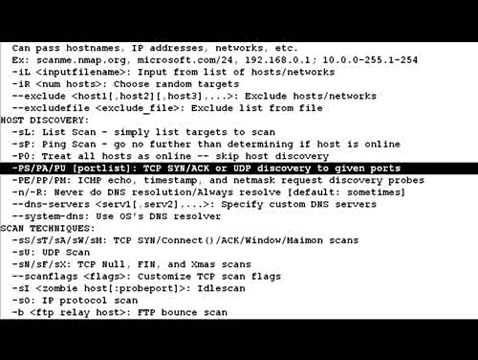 Can pass hostnames, IP addresses, networks, etc.
Ex: scanme.nmap.org, microsoft.com/24, 192.168.0.1; 10.0.0-255.1-254
-iL <inputfilename>: Input from list of hosts/networks
-iR <num hosts>: Choose random targets
--exclude <host1[,host2][,host3],...>: Exclude hosts/networks
--excludefile <exclude_file>: Exclude list from file
HOST DISCOVERY:
-sL: List Scan - simply list targets to scan
-sP: Ping Scan - go no further than determining if host is online
-P0: Treat all hosts as online -- skip host discovery
-PS/PA/PU [portlist]: TCP SYN/ACK or UDP discovery to given ports
-PE/PP/PM: ICMP echo, timestamp, and netmask request discovery probes
-n/-R: Never do DNS resolution/Always resolve [default: sometimes]
--dns-servers <serv1[,serv2],...>: Specify custom DNS servers
--system-dns: Use OS's DNS resolver
SCAN TECHNIQUES:
-sS/sT/sA/sW/sM: TCP SYN/Connect()/ACK/Window/Maimon scans
-sU: UDP Scan
-sN/sF/sX: TCP Null, FIN, and Xmas scans
--scanflags <flags>: Customize TCP scan flags
-sI <zombie host[:probeport]>: Idlescan
-sO: IP protocol scan
-b <ftp relay host>: FTP bounce scan